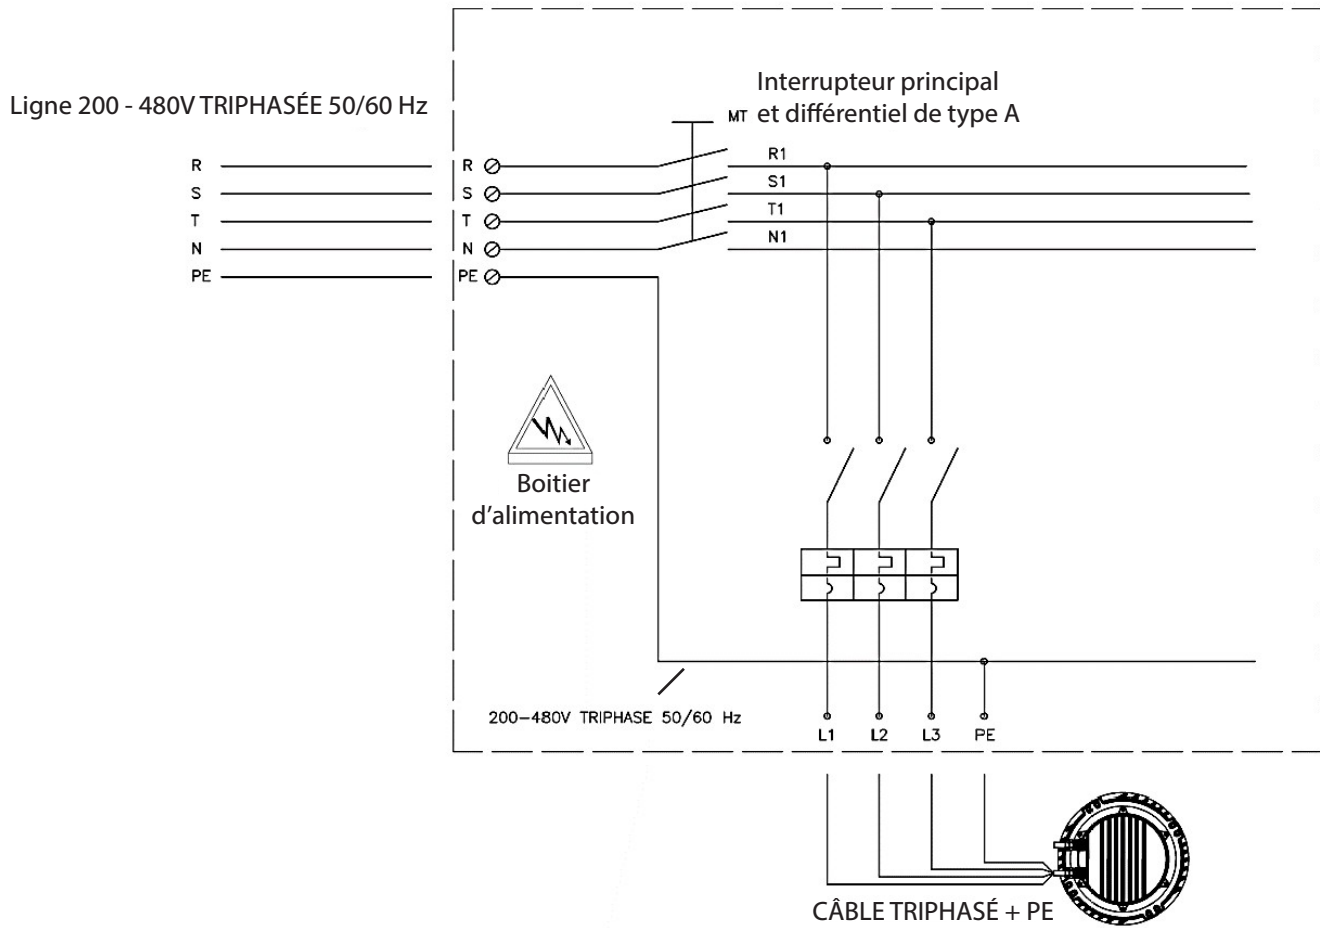 Interrupteur principal
Ligne 200 - 480V TRIPHASÉE 50/60 Hz
MT et différentiel de type A
R R R1
S S S1
T T T1
N N N1
PE PE
Boitier
d’alimentation
200-480V TRIPHASE 50/60 Hz
L1 L2 L3 PE
CÂBLE TRIPHASÉ + PE